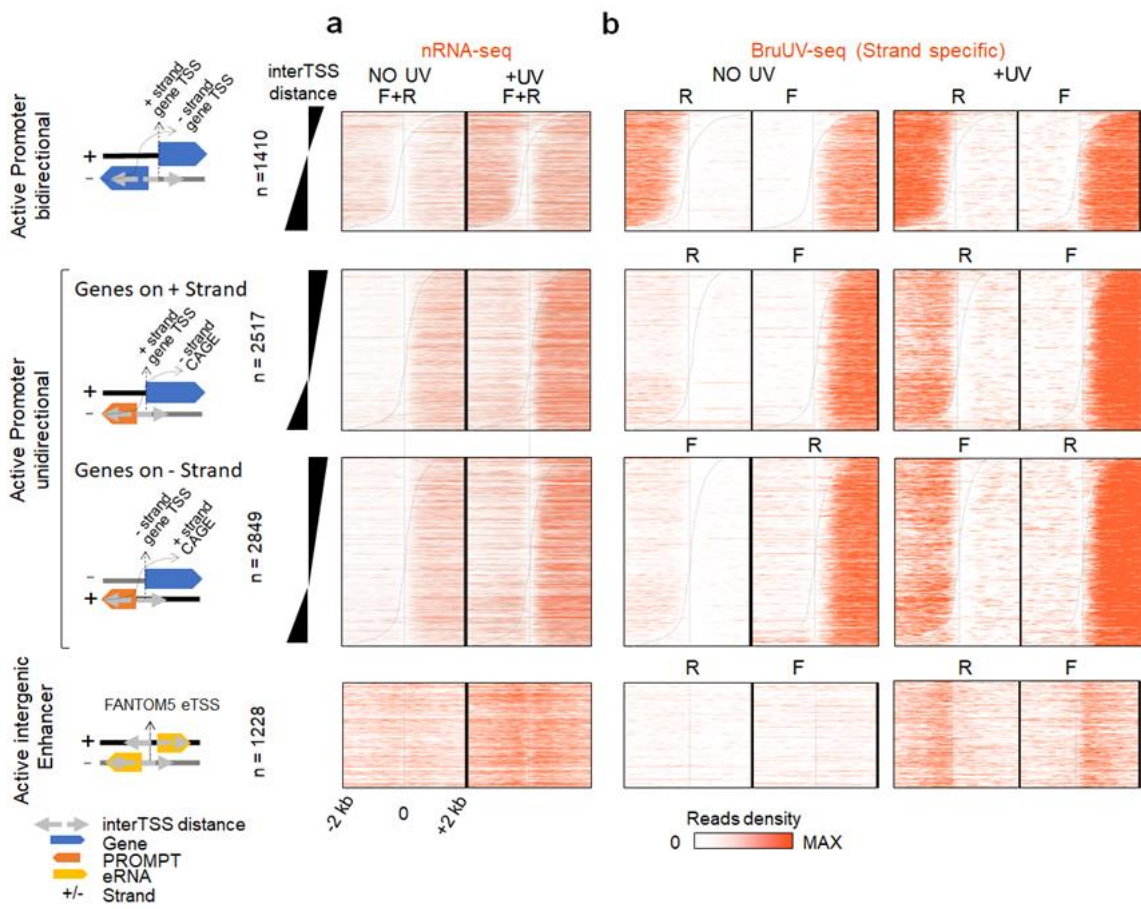 a
b
nRNA-seq
BruUV-seq (Strand specific)
interTSS
distance
NO UV
+UV
NO UV
+UV
F+R
F+R
R
F
R
F
Active Promoter
bidirectional
+ strand
gene TSS
- strand
gene TSS
+
-
n =1410
Active Promoter
unidirectional
Genes on + Strand
+ strand
gene TSS
- strand
CAGE
+
-
n = 2517
R
F
R
F
Genes on - Strand
- strand
gene TSS
+ strand
CAGE
-
+
n = 2849
F
R
F
R
Active intergenic
Enhancer
FANTOM5 eTSS
+
-
n = 1228
R
F
R
F
-2 kb
0
+2 kb
interTSS distance
Gene
PROMPT
eRNA
+/- Strand
Reads density
0
MAX